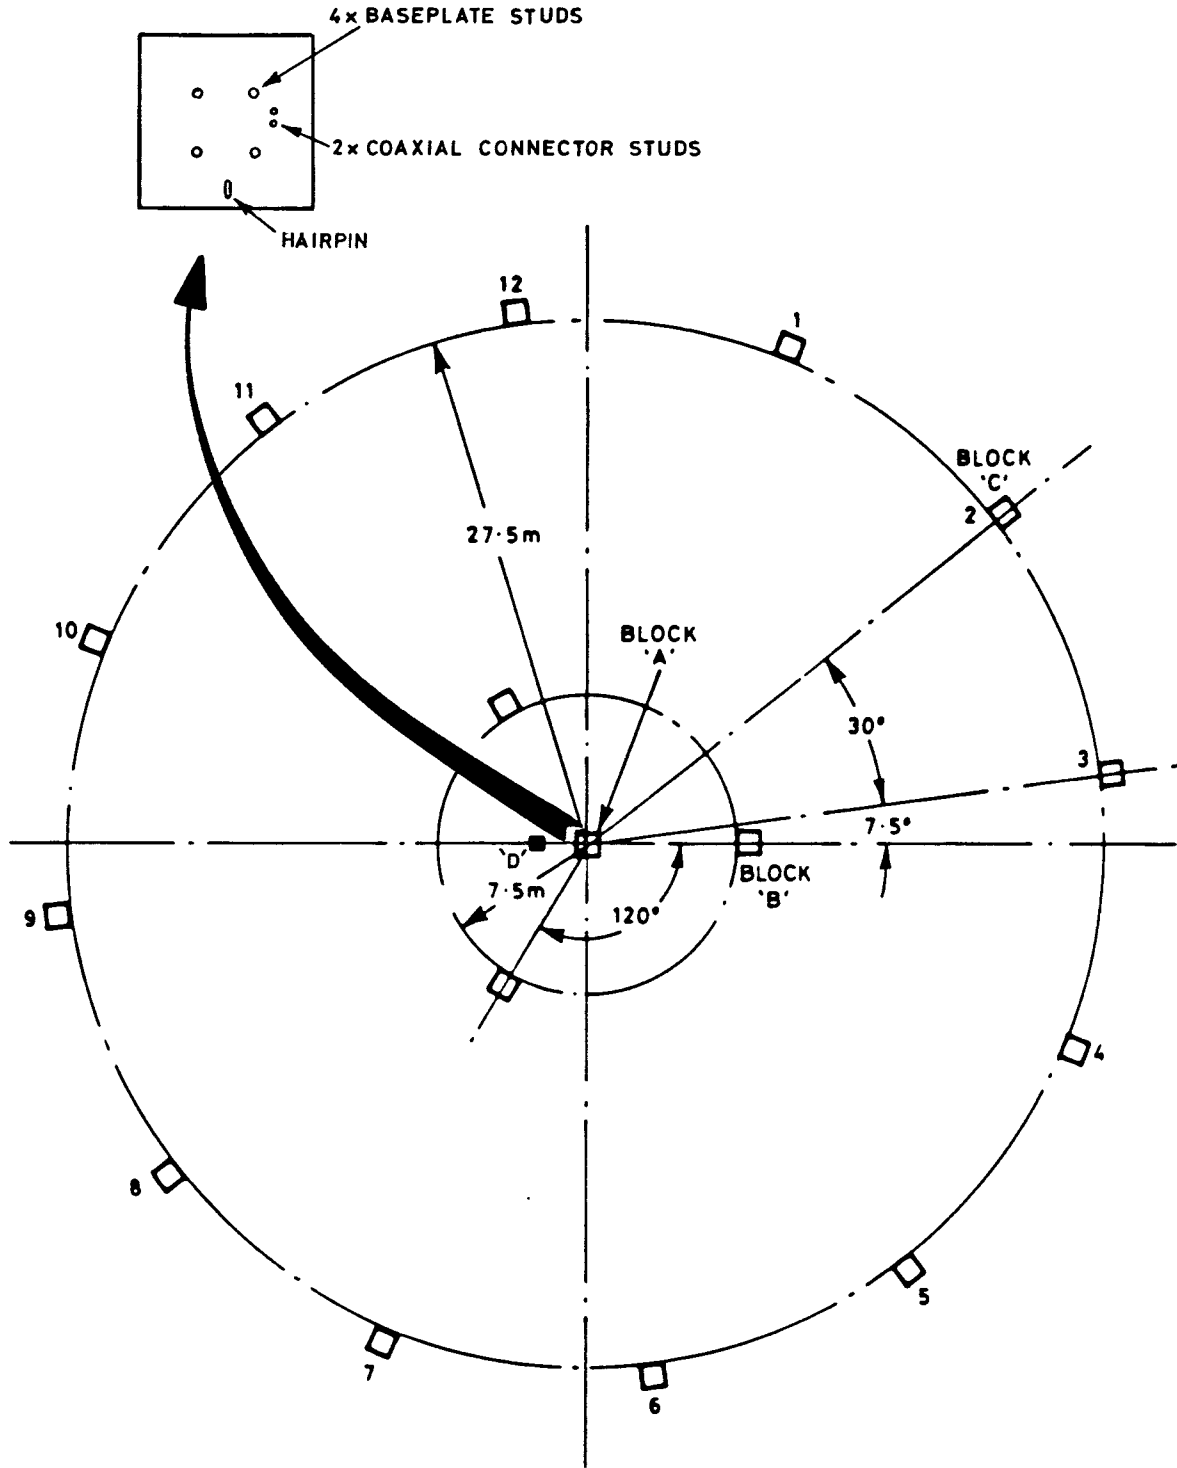 4x BASEPLATE STUDS
2x COAXIAL CONNECTOR STUDS
HAIRPIN
12
1
11
BLOCK
'C'
2
27·5m
10
BLOCK
'A'
30°
3
7·5°
'D'
BLOCK
'B'
7·5m
120°
9
4
8
5
7
6